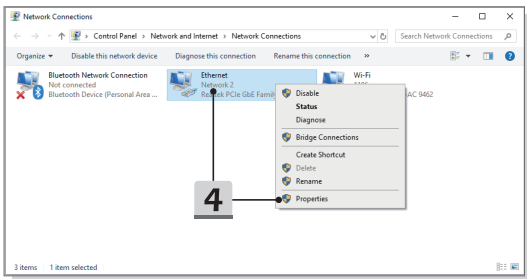 Network Connections
Control Panel > Network and Internet > Network Connections
Search Network Connections
Organize
Disable this network device
Diagnose this connection
Rename this connection
»
Bluetooth Network Connection
Not connected
Bluetooth Device (Personal Area ...
Ethernet
Network 2
Realtek PCIe GbE Family
Wi-Fi
AC 9462
Disable
Status
Diagnose
Bridge Connections
Create Shortcut
Delete
Rename
Properties
4
3 items
1 item selected